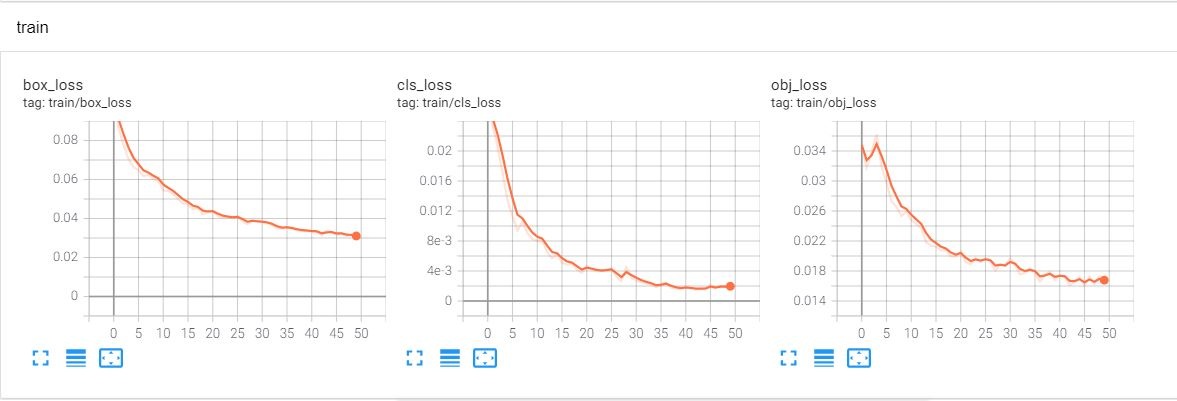 train
box_loss
tag: train/box_loss
0.08
0.06
0.04
0.02
0
0 5 10 15 20 25 30 35 40 45 50
cls_loss
tag: train/cls_loss
0.02
0.016
0.012
8e-3
4e-3
0
0 5 10 15 20 25 30 35 40 45 50
obj_loss
tag: train/obj_loss
0.034
0.03
0.026
0.022
0.018
0.014
0 5 10 15 20 25 30 35 40 45 50